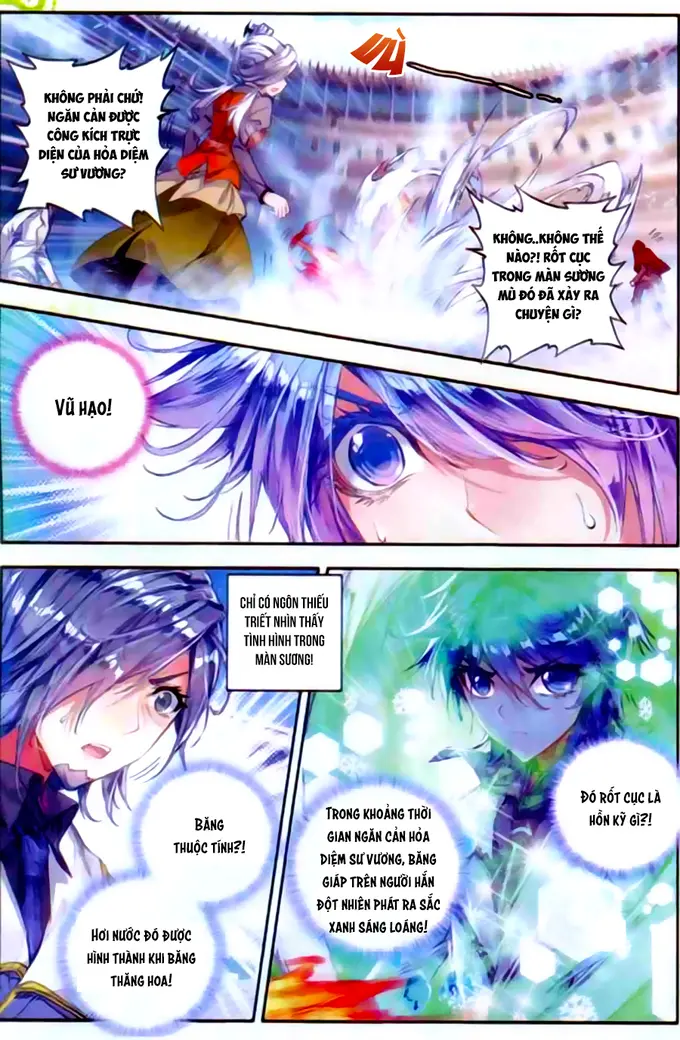 VÙ
KHÔNG PHẢI CHỨ!
NGĂN CẢN ĐƯỢC
CÔNG KÍCH TRỰC
DIỆN CỦA HỎA DIỆM
SƯ VƯƠNG?
KHÔNG..KHÔNG THỂ
NÀO?! RỐT CỤC
TRONG MÀN SƯƠNG
MÙ ĐÓ ĐÃ XẢY RA
CHUYỆN GÌ?
VŨ HẠO!
CHỈ CÓ NGÔN THIẾU
TRIẾT NHÌN THẤY
TÌNH HÌNH TRONG
MÀN SƯƠNG!
BĂNG
THUỘC TÍNH?!
HƠI NƯỚC ĐÓ ĐƯỢC
HÌNH THÀNH KHI BĂNG
THĂNG HOA!
ĐÓ RỐT CỤC LÀ
HỒN KỸ GÌ?!
TRONG KHOẢNG THỜI
GIAN NGĂN CẢN HỎA
DIỆM SƯ VƯƠNG, BĂNG
GIÁP TRÊN NGƯỜI HẮN
ĐỘT NHIÊN PHÁT RA SẮC
XANH SÁNG LOÁNG!